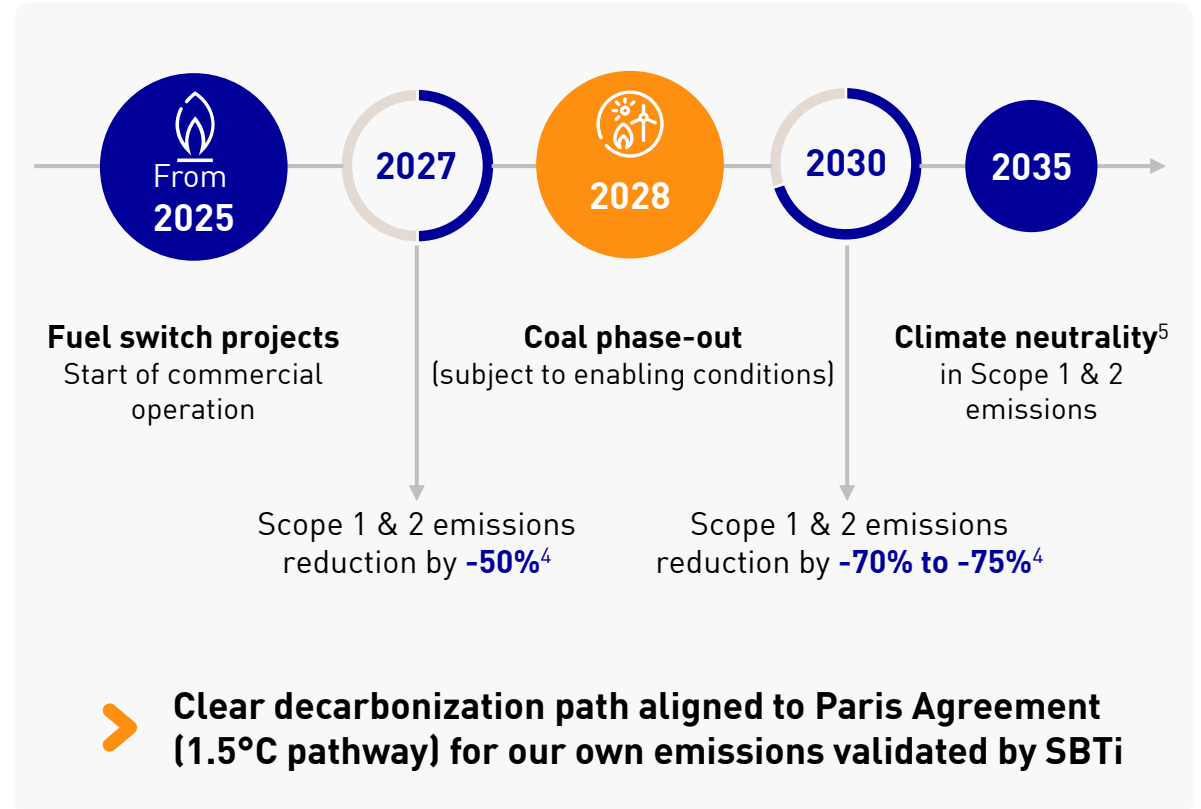 From
2025
2027
2028
2030
2035
Fuel switch projects
Start of commercial
operation
Coal phase-out
(subject to enabling conditions)
Climate neutrality⁵
in Scope 1 & 2
emissions
Scope 1 & 2 emissions
reduction by -50%⁴
Scope 1 & 2 emissions
reduction by -70% to -75%⁴
Clear decarbonization path aligned to Paris Agreement
(1.5°C pathway) for our own emissions validated by SBTi